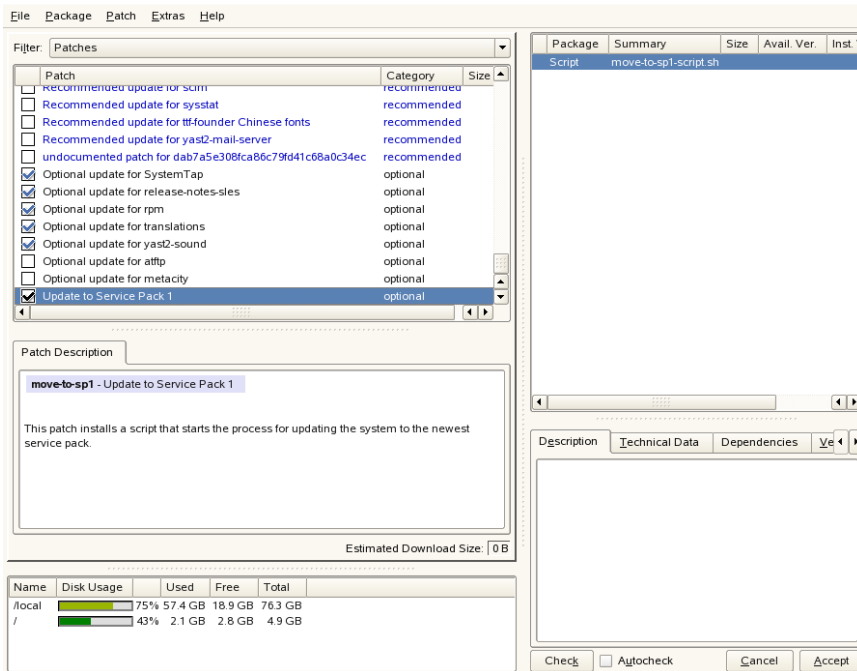 File Package Patch Extras Help
Filter: Patches
Patch Category Size
Recommended update for scim recommended
Recommended update for sysstat recommended
Recommended update for ttf-founder Chinese fonts recommended
Recommended update for yast2-mail-server recommended
undocumented patch for dab7a5e308fca86c79fd41c68a0c34ec recommended
Optional update for SystemTap optional
Optional update for release-notes-sles optional
Optional update for rpm optional
Optional update for translations optional
Optional update for yast2-sound optional
Optional update for atftp optional
Optional update for metacity optional
Update to Service Pack 1 optional
Patch Description
move-to-sp1 - Update to Service Pack 1
This patch installs a script that starts the process for updating the system to the newest
service pack.
Estimated Download Size: 0 B
Name Disk Usage Used Free Total
/local 75% 57.4 GB 18.9 GB 76.3 GB
/ 43% 2.1 GB 2.8 GB 4.9 GB
Package Summary Size Avail. Ver. Inst.
Script move-to-sp1-script.sh
Description Technical Data Dependencies Ve
Check Autocheck Cancel Accept